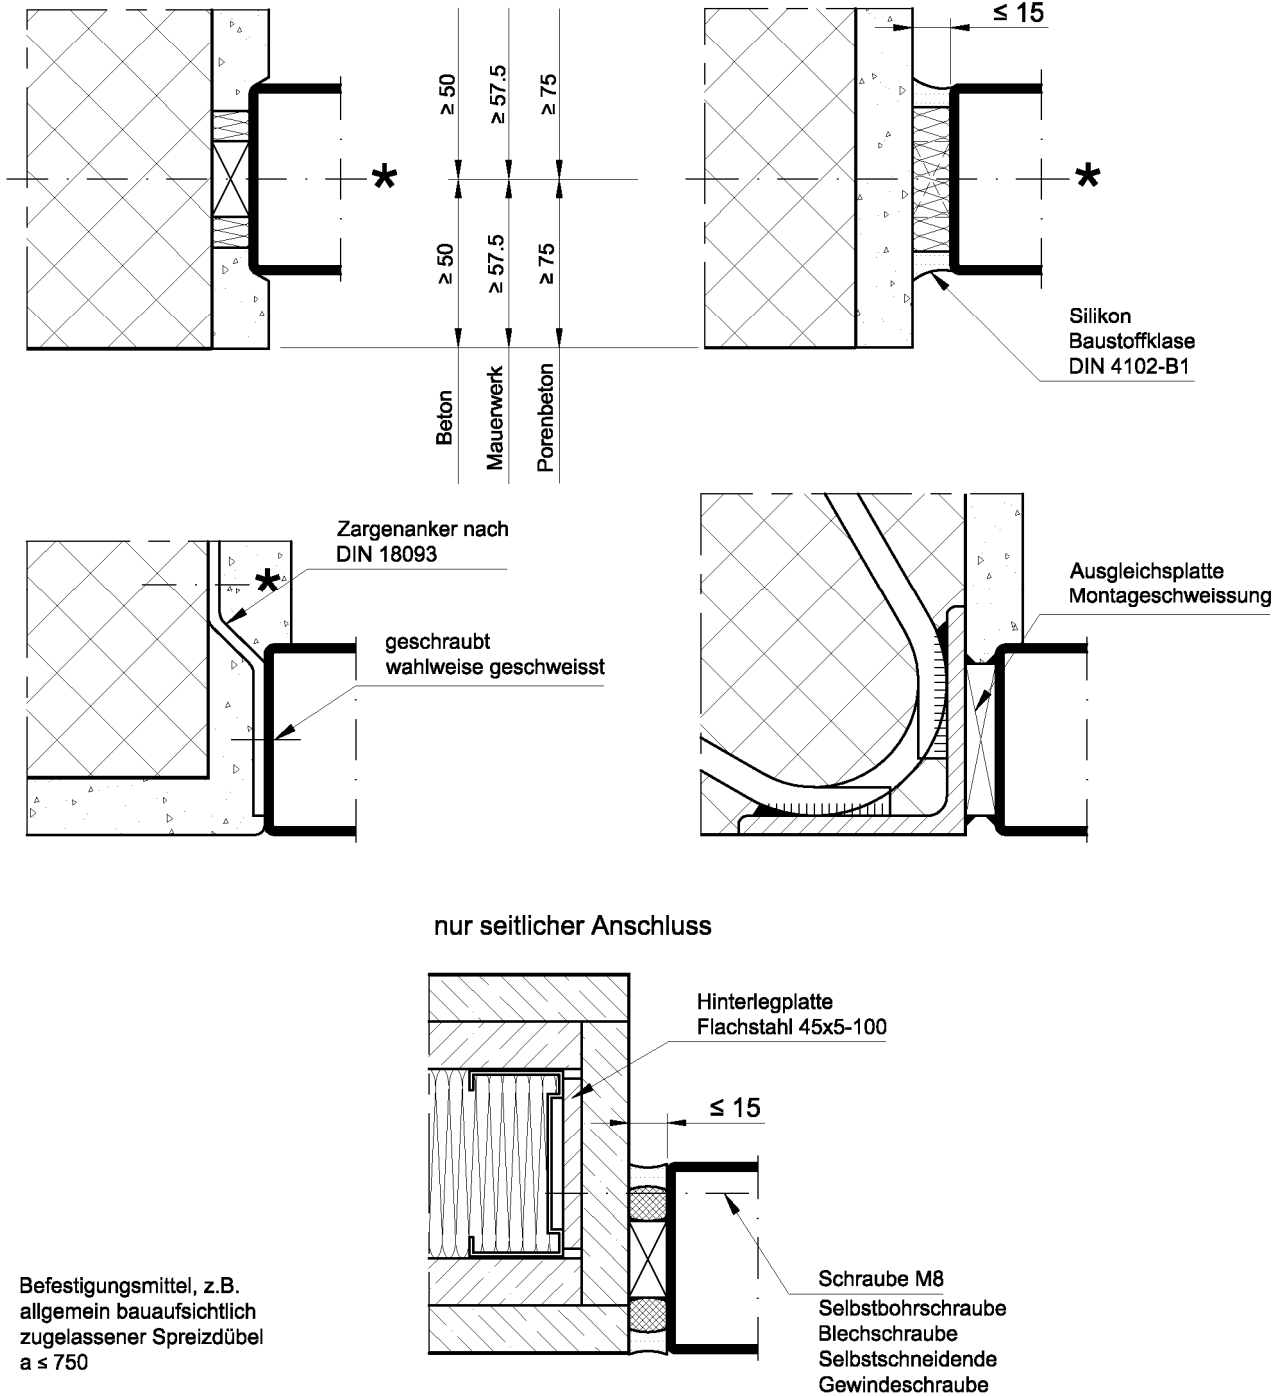 ≤ 15
≥ 50
≥ 57.5
≥ 75
*
*
≥ 50
≥ 57.5
≥ 75
Silikon
Baustoffklase
DIN 4102-B1
Beton
Mauerwerk
Porenbeton
Zargenanker nach
DIN 18093
*
geschraubt
wahlweise geschweisst
Ausgleichsplatte
Montageschweissung
nur seitlicher Anschluss
Hinterlegplatte
Flachstahl 45x5-100
≤ 15
Befestigungsmittel, z.B.
allgemein bauaufsichtlich
zugelassener Spreizdübel
a ≤ 750
Schraube M8
Selbstbohrschraube
Blechschraube
Selbstschneidende
Gewindeschraube